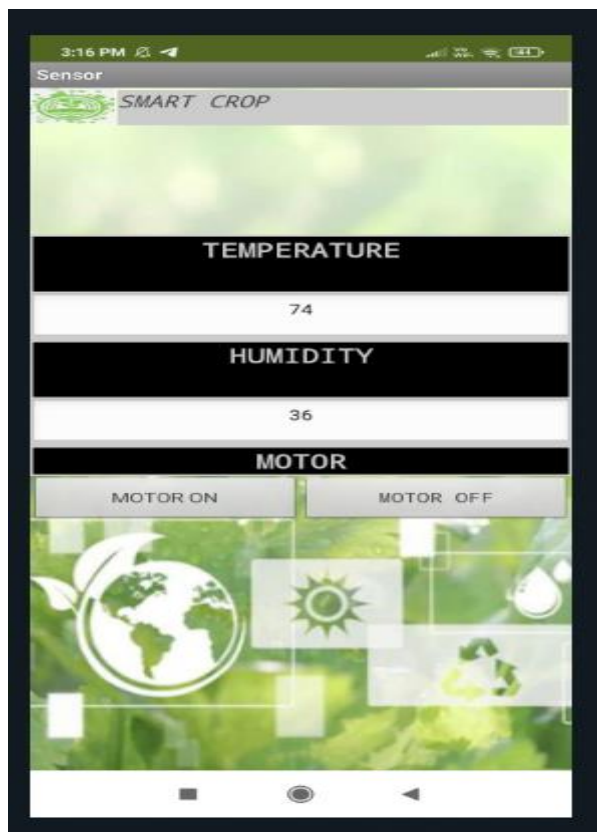 3:16 PM
Sensor
SMART CROP
TEMPERATURE
74
HUMIDITY
36
MOTOR
MOTOR ON MOTOR OFF